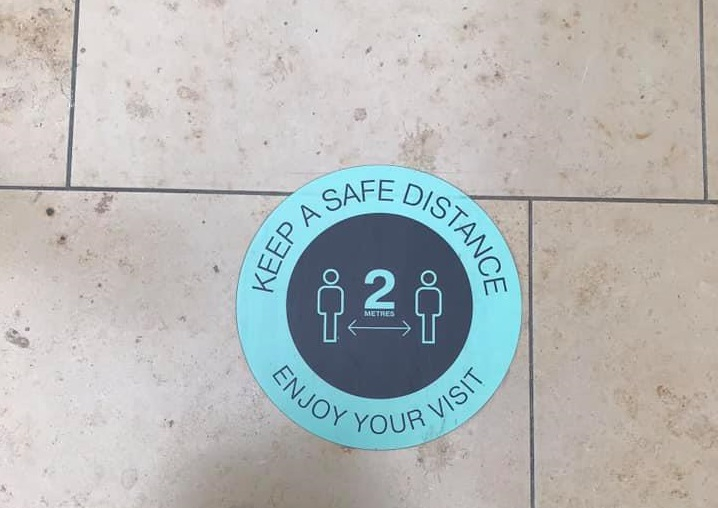 KEEP A SAFE DISTANCE
2
METRES
ENJOY YOUR VISIT